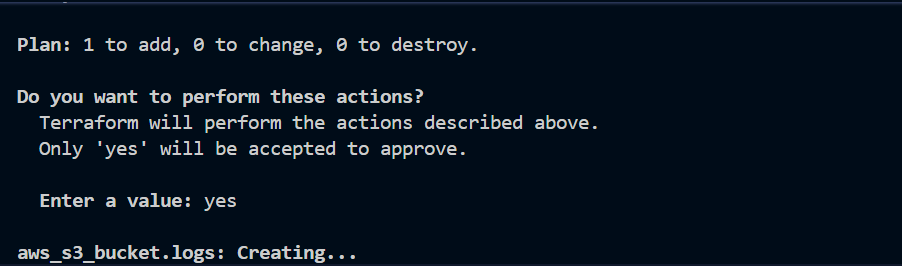 Plan: 1 to add, 0 to change, 0 to destroy.
Do you want to perform these actions?
Terraform will perform the actions described above.
Only 'yes' will be accepted to approve.
Enter a value: yes
aws_s3_bucket.logs: Creating...